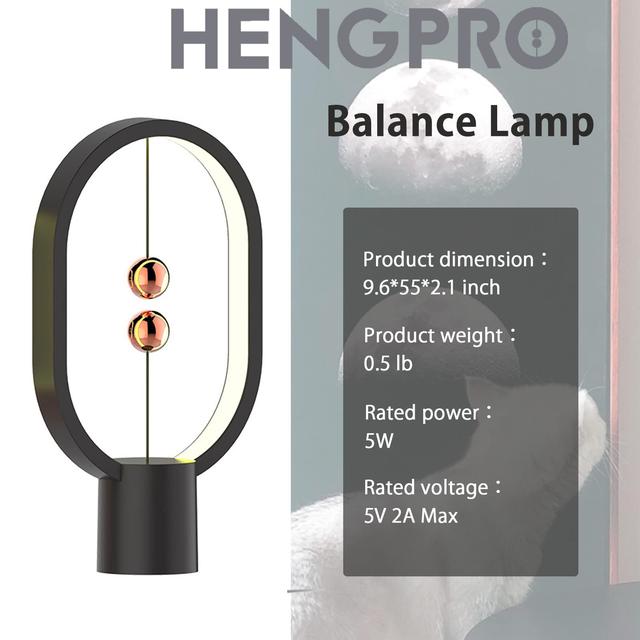 HENGPRO
Balance Lamp
Product dimension：
9.6*55*2.1 inch
Product weight：
0.5 lb
Rated power：
5W
Rated voltage：
5V 2A Max